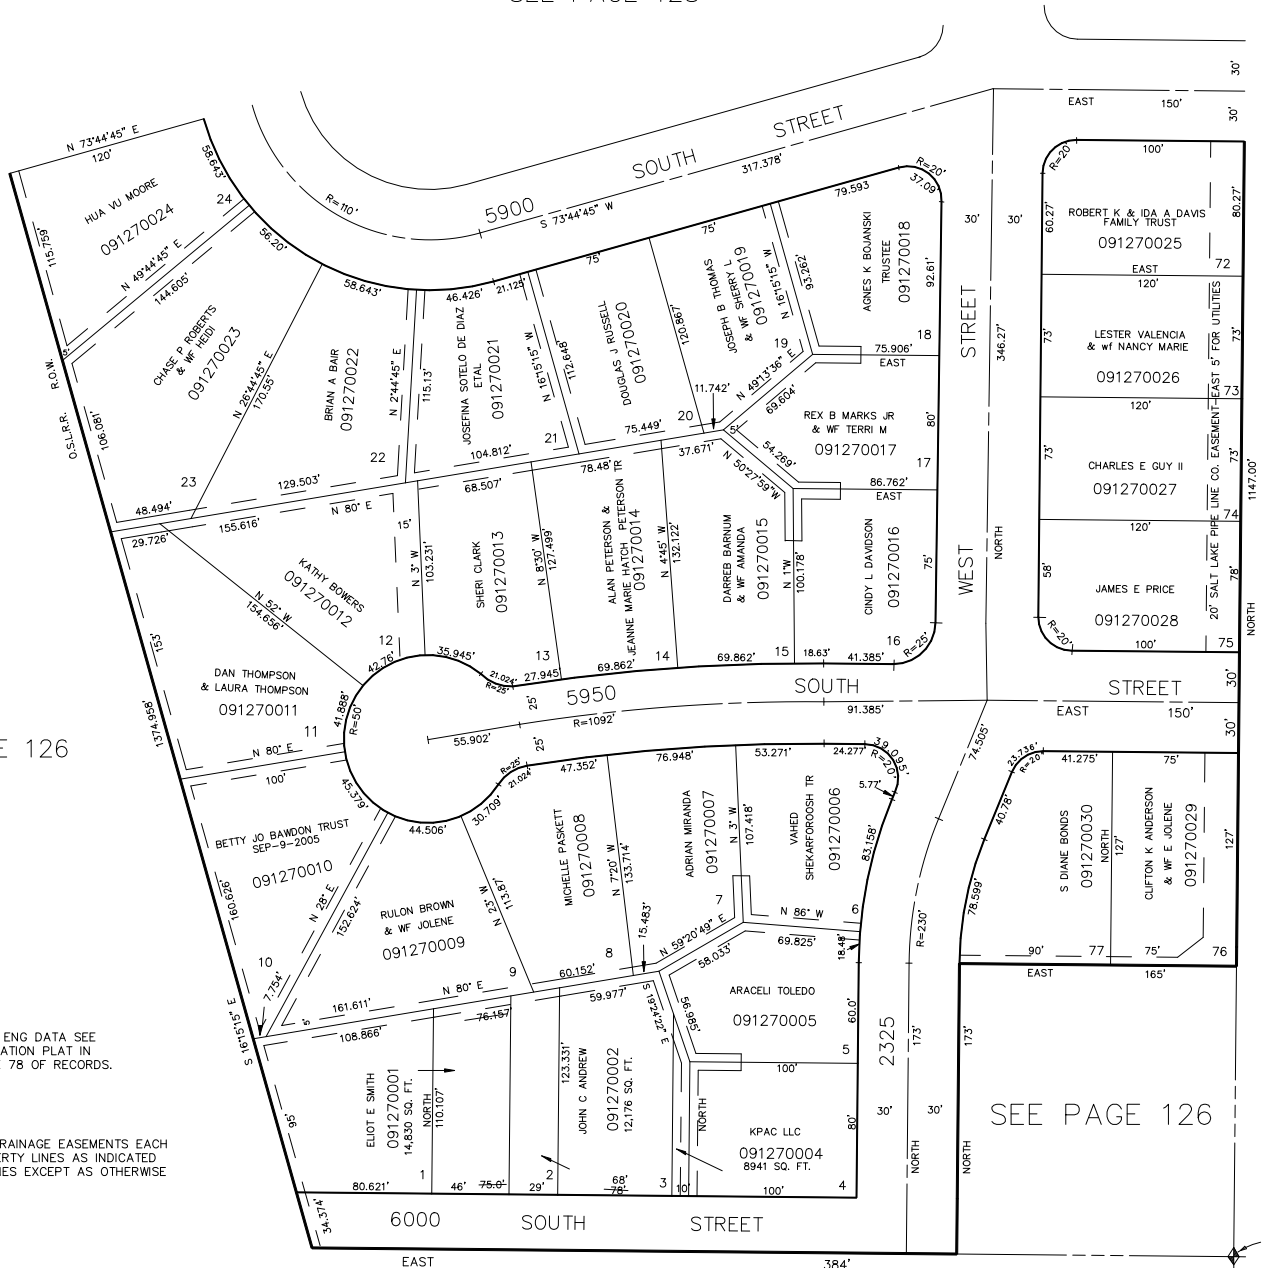 N 73°44'45" E
120'
58.643'
HUA VU MOORE
091270024
24
115.759'
N 49°44'45" E
144.605'
56.20'
R=110'
5900
SOUTH
STREET
S 73°44'45" W
317.378'
EAST
150'
30'
30'
R=20'
100'
80.27'
60.27'
ROBERT K & IDA A DAVIS
FAMILY TRUST
091270025
72
EAST
120'
LESTER VALENCIA
& wf NANCY MARIE
091270026
73'
73'
73
120'
CHARLES E GUY II
091270027
73'
73'
74
120'
JAMES E PRICE
091270028
58'
78'
75
R=20'
100'
20' SALT LAKE PIPE LINE CO. EASEMENT-EAST 5' FOR UTILITIES
1147.00'
NORTH
R.O.W.
O.S.L.R.R.
5'
106.081'
CHASE P ROBERTS
& WF HEIDI
091270023
23
48.494'
N 26°44'45" E
170.55'
58.643'
BRIAN A BAIR
091270022
22
129.503'
N 2°44'45" E
115.13'
46.426'
21.125'
JOSEFINA SOTELO DE DIAZ
ETAL
091270021
21
104.812'
N 16°15'15" W
112.648'
75'
DOUGLAS J RUSSELL
091270020
20
75.449'
120.867'
75'
JOSEPH B THOMAS
& WF SHERRY L
091270019
19
N 16°15'15" W
93.262'
11.742'
N 49°13'36" E
69.604'
79.593
R=20'
37.09'
AGNES K BOJANSKI
TRUSTEE
091270018
92.61'
18
75.906'
EAST
REX B MARKS JR
& WF TERRI M
091270017
80'
17
86.762'
EAST
5'
54.269'
N 50°27'59"W
30'
30'
STREET
WEST
346.27'
NORTH
29.726'
155.616'
N 80° E
15'
KATHY BOWERS
091270012
12
N 52° W
154.656'
42.76'
N 3° W
103.231'
68.507'
SHERI CLARK
091270013
13
35.945'
21.024'
R=25'
27.945
N 8°30' W
127.499'
78.48'
ALAN PETERSON &
JEANNE MARIE HATCH PETERSON TR
091270014
14
69.862'
N 4°45' W
132.122'
37.671'
DARREB BARNUM
& WF AMANDA
091270015
15
69.862'
N 1°W
100.178'
CINDY L DAVIDSON
091270016
16
75'
18.63'
41.385'
R=25'
153'
DAN THOMPSON
& LAURA THOMPSON
091270011
11
41.888'
R=50'
N 80° E
100'
1374.958'
E 126
55.902'
25'
25'
5950
SOUTH
STREET
R=1092'
91.385'
EAST
150'
30'
30'
74.505'
45.379'
BETTY JO BAWDON TRUST
SEP-9-2005
091270010
10
160.626'
7.754'
N 28° E
152.624'
44.506'
30.709'
RULON BROWN
& WF JOLENE
091270009
9
N 80° E
161.611'
5'
N 23° W
113.87'
R=25'
21.024'
47.352'
MICHELLE PASKETT
091270008
8
60.152'
N 7°20' W
133.714'
76.948'
ADRIAN MIRANDA
091270007
7
15.483'
N 59°20'49" E
58.033'
N 3° W
107.418'
53.271'
24.277'
39.095'
R=20'
5.77'
VAHED
SHEKARFOROOSH TR
091270006
6
83.158'
N 86° W
69.825'
18.48'
23.736'
R=20'
41.275'
75'
40.78'
78.599'
R=230'
S DIANE BONDS
091270030
NORTH
127'
CLIFTON K ANDERSON
& WF E JOLENE
091270029
127'
90'
77
75'
76
EAST
165'
S 16°15'15" E
ENG DATA SEE
ATION PLAT IN
78 OF RECORDS.
RAINAGE EASEMENTS EACH
ERTY LINES AS INDICATED
ES EXCEPT AS OTHERWISE
95'
34.374'
108.866'
76.157'
59.977'
ELIOT E SMITH
091270001
14,830 SQ. FT.
NORTH
110.107'
1
80.621'
46'
75.0'
123.331'
JOHN C ANDREW
091270002
12,176 SQ. FT.
2
29'
68'
78'
3
10'
S 19°24'22" E
56.985'
ARACELI TOLEDO
091270005
60.0'
5
100'
NORTH
KPAC LLC
091270004
8941 SQ. FT.
80'
4
100'
2325
173'
173'
30'
30'
NORTH
NORTH
SEE PAGE 126
6000
SOUTH
STREET
EAST
384'